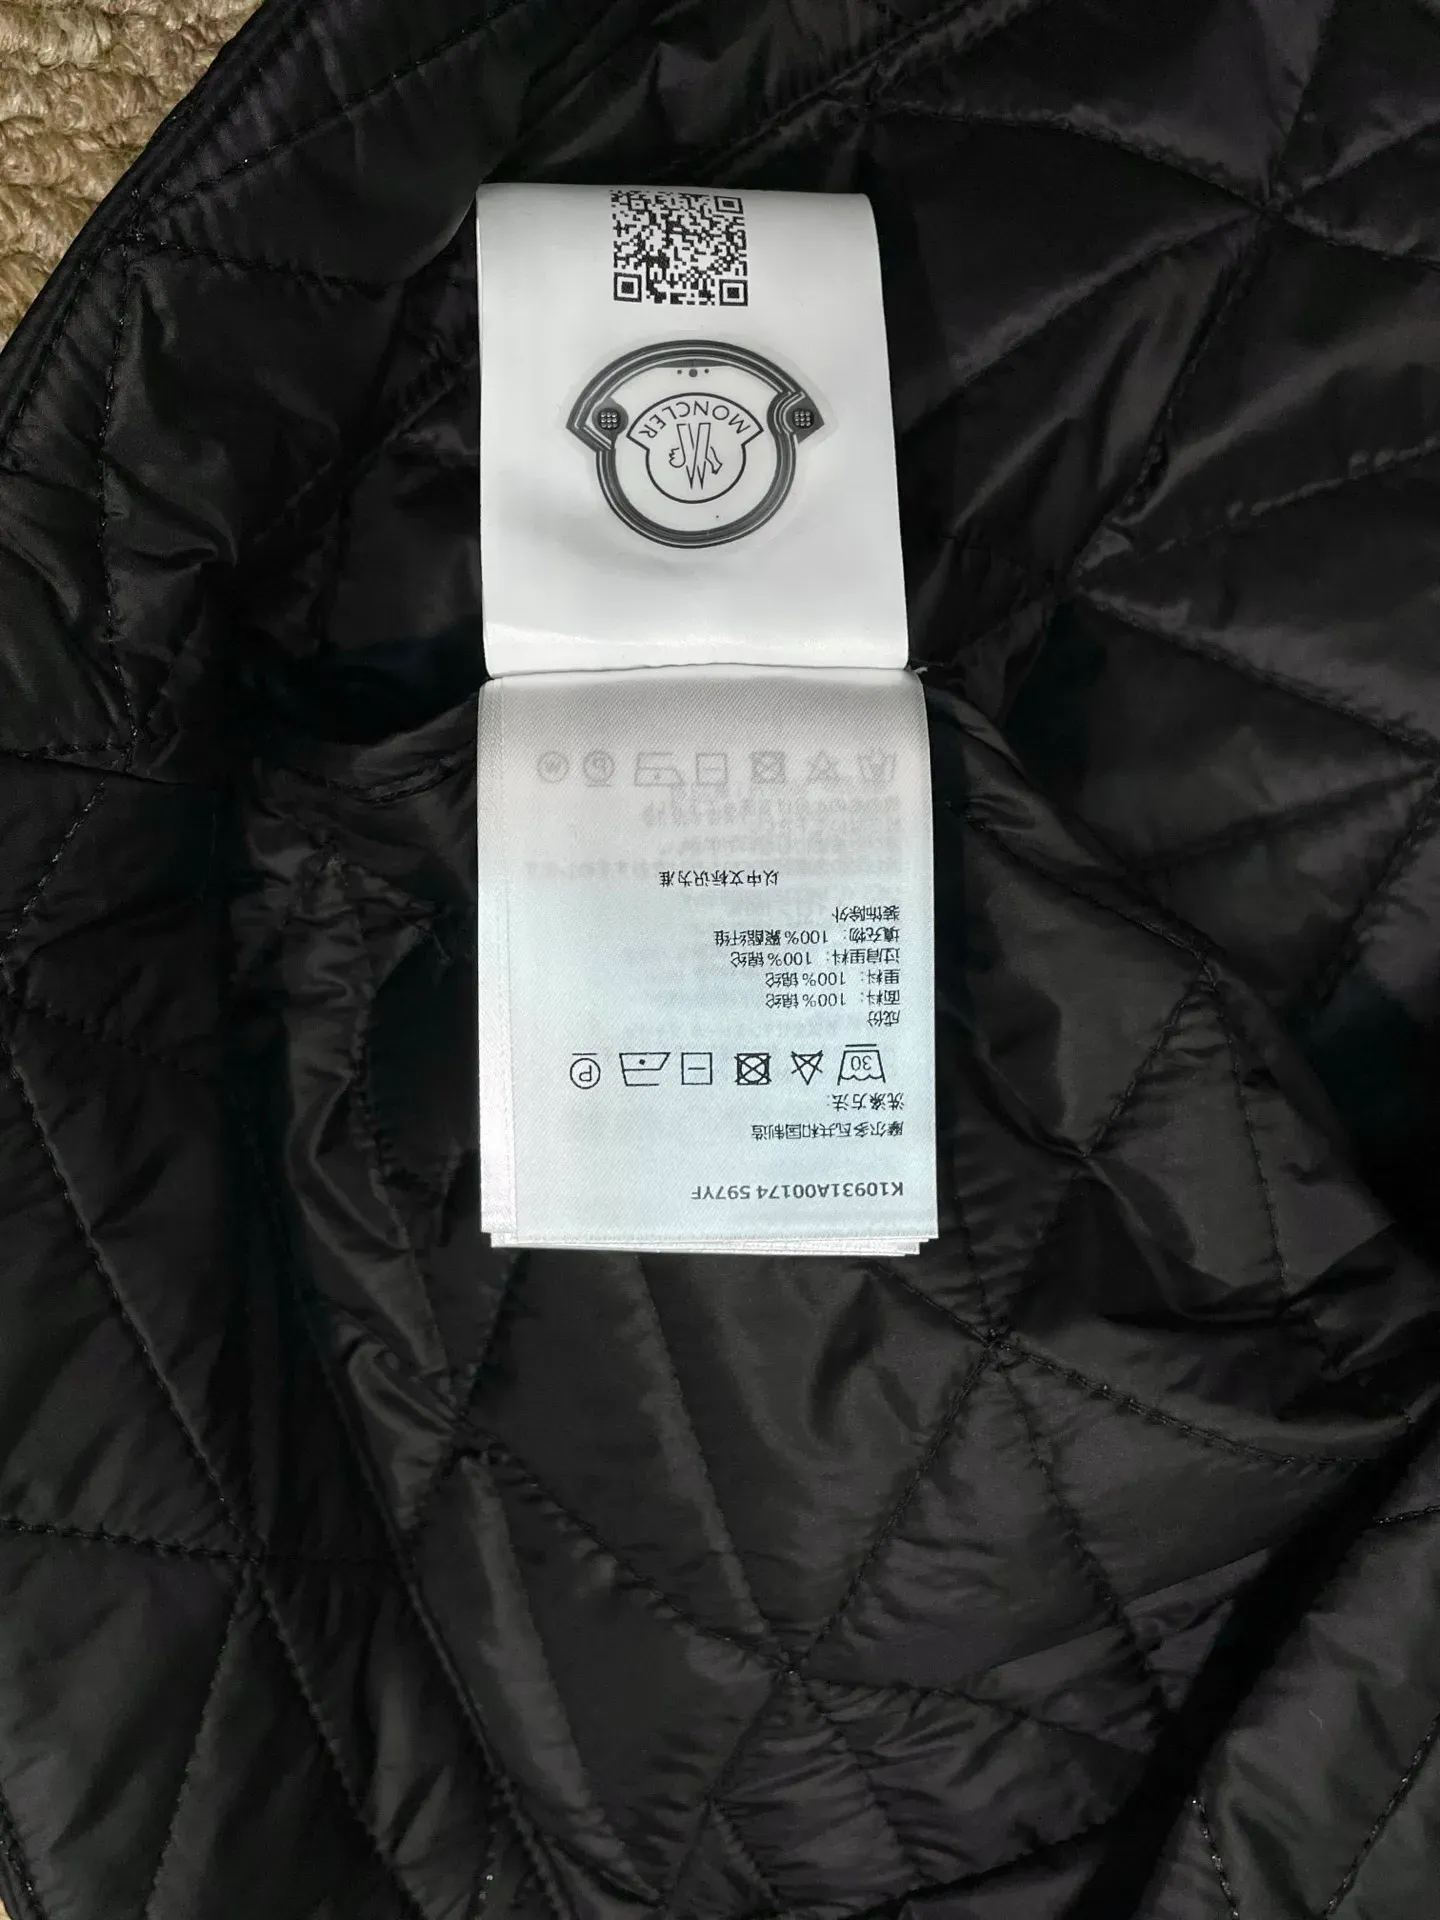 K10931A00174 597YF
摩尔多瓦共和国制造
洗涤方法:
30
P
成份
面料: 100%锦纶
里料: 100%锦纶
过肩里料: 100%锦纶
填充物: 100%聚酯纤维
装饰除外
以中文标识为准
MONCLER